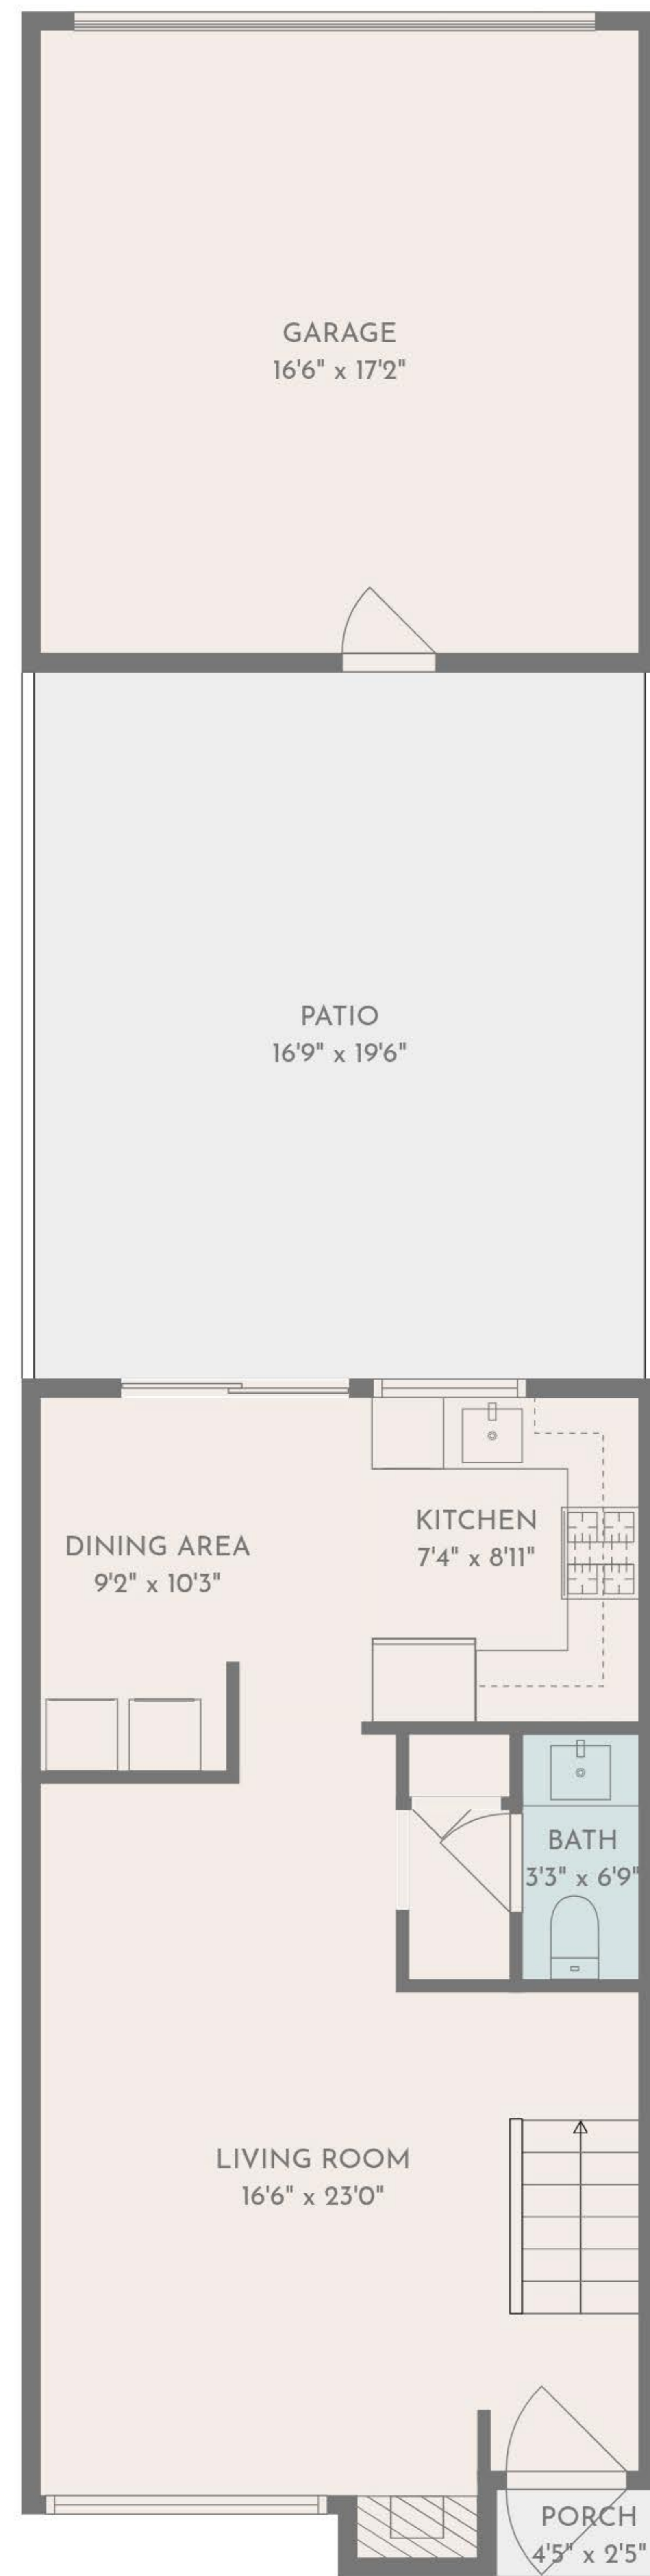 GARAGE
16'6" x 17'2"
PATIO
16'9" x 19'6"
KITCHEN
7'4" x 8'11"
DINING AREA
9'2" x 10'3"
BATH
3'3" x 6'9"
LIVING ROOM
16'6" x 23'0"
PORCH
4'5" x 2'5"